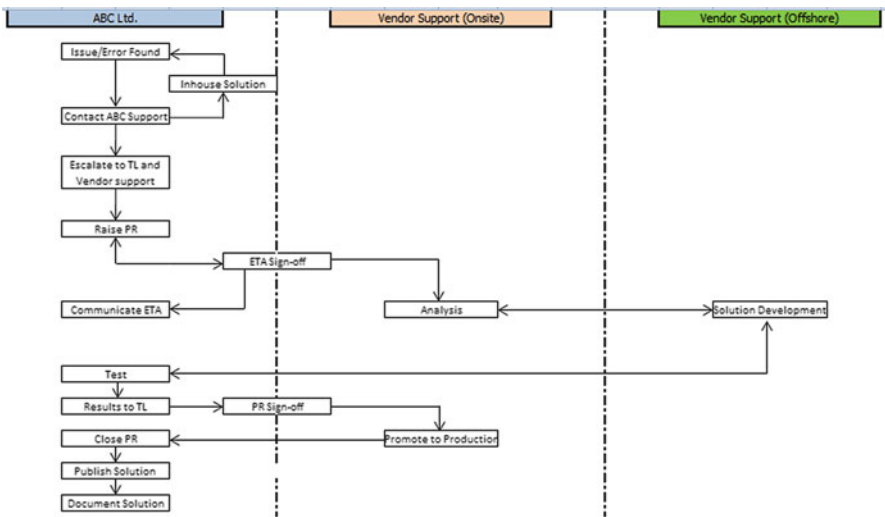 ABC Ltd.
Vendor Support (Onsite)
Vendor Support (Offshore)
Issue/Error Found
Inhouse Solution
Contact ABC Support
Escalate to TL and
Vendor support
Raise PR
ETA Sign-off
Communicate ETA
Analysis
Solution Development
Test
Results to TL
PR Sign-off
Close PR
Promote to Production
Publish Solution
Document Solution